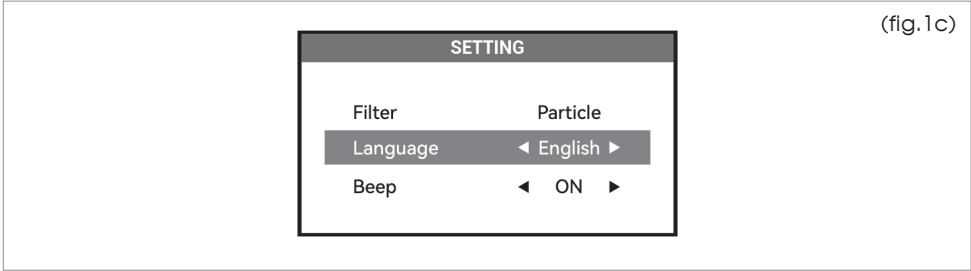 (fig.1c)
SETTING
Filter Particle
Language ◀ English ▶
Beep ◀ ON ▶